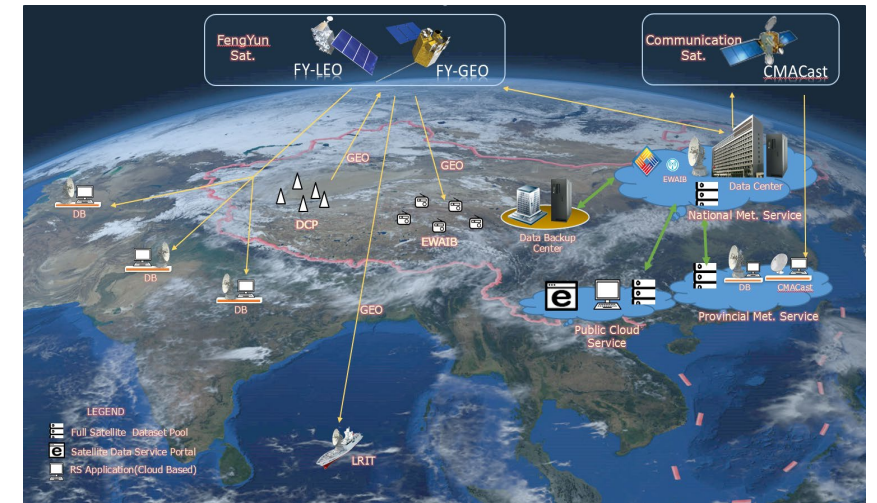 FengYun
Sat.
FY-LEO
FY-GEO
Communication
Sat.
CMACast
GEO
GEO
EWAIB
Data Center
National Met. Service
DB
DCP
EWAIB
Data Backup
Center
DB
DB
GEO
DB
CMACast
Provincial Met. Service
e
Public Cloud
Service
LEGEND
Full Satellite Dataset Pool
e
Satellite Data Service Portal
RS Application(Cloud Based)
LRIT